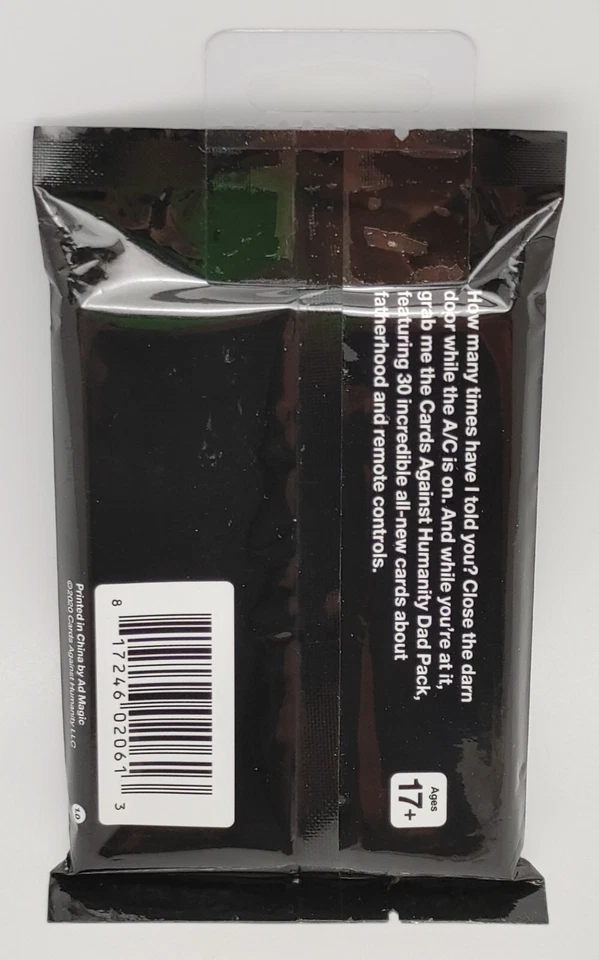 How many times have I told you? Close the darn
door while the A/C is on. And while you're at it,
grab me the Cards Against Humanity Dad Pack,
featuring 30 incredible all-new cards about
fatherhood and remote controls.
Ages
17+
8 17246 02061 3
Printed in China by Ad Magic
©2020 Cards Against Humanity LLC
1.0